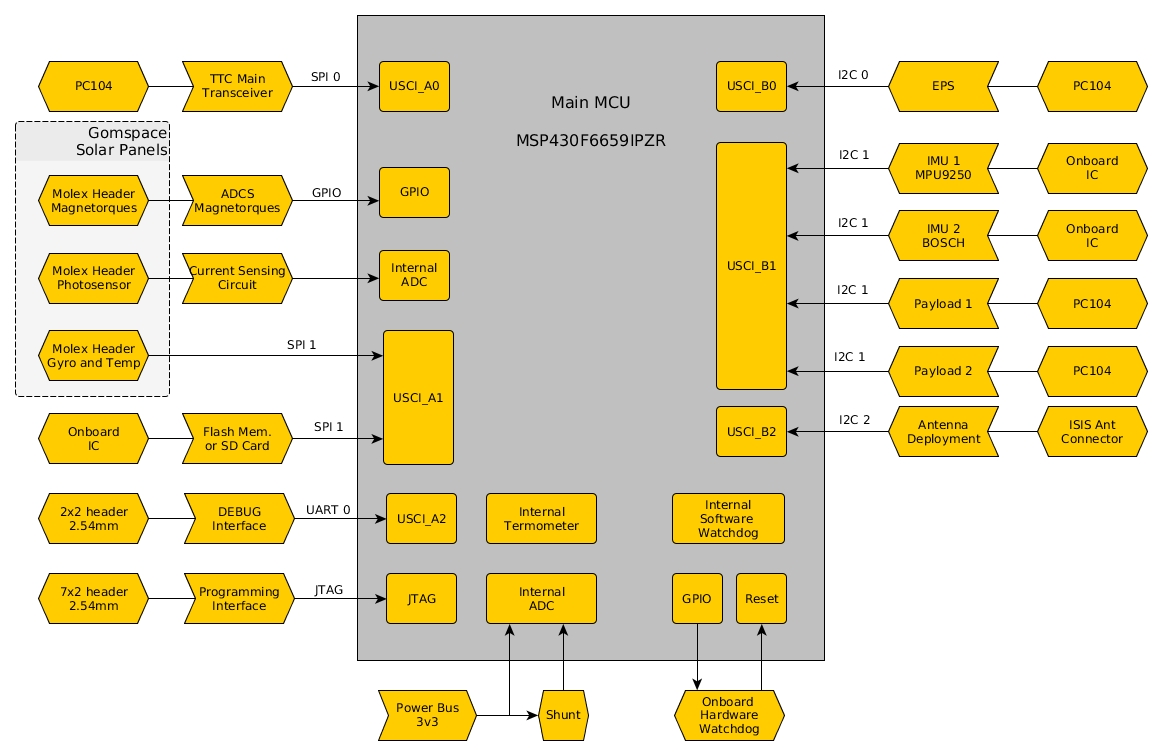 PC104
TTC Main
Transceiver
SPI 0
USCI_A0
Main MCU
MSP430F6659IPZR
USCI_B0
I2C 0
EPS
PC104
Gomspace
Solar Panels
Molex Header
Magnetorques
ADCS
Magnetorques
GPIO
GPIO
Molex Header
Photosensor
Current Sensing
Circuit
Internal
ADC
Molex Header
Gyro and Temp
SPI 1
USCI_A1
Onboard
IC
Flash Mem.
or SD Card
SPI 1
USCI_B1
I2C 1
IMU 1
MPU9250
Onboard
IC
I2C 1
IMU 2
BOSCH
Onboard
IC
I2C 1
Payload 1
PC104
I2C 1
Payload 2
PC104
USCI_B2
I2C 2
Antenna
Deployment
ISIS Ant
Connector
2x2 header
2.54mm
DEBUG
Interface
UART 0
USCI_A2
Internal
Termometer
Internal
Software
Watchdog
7x2 header
2.54mm
Programming
Interface
JTAG
JTAG
Internal
ADC
GPIO
Reset
Power Bus
3v3
Shunt
Onboard
Hardware
Watchdog